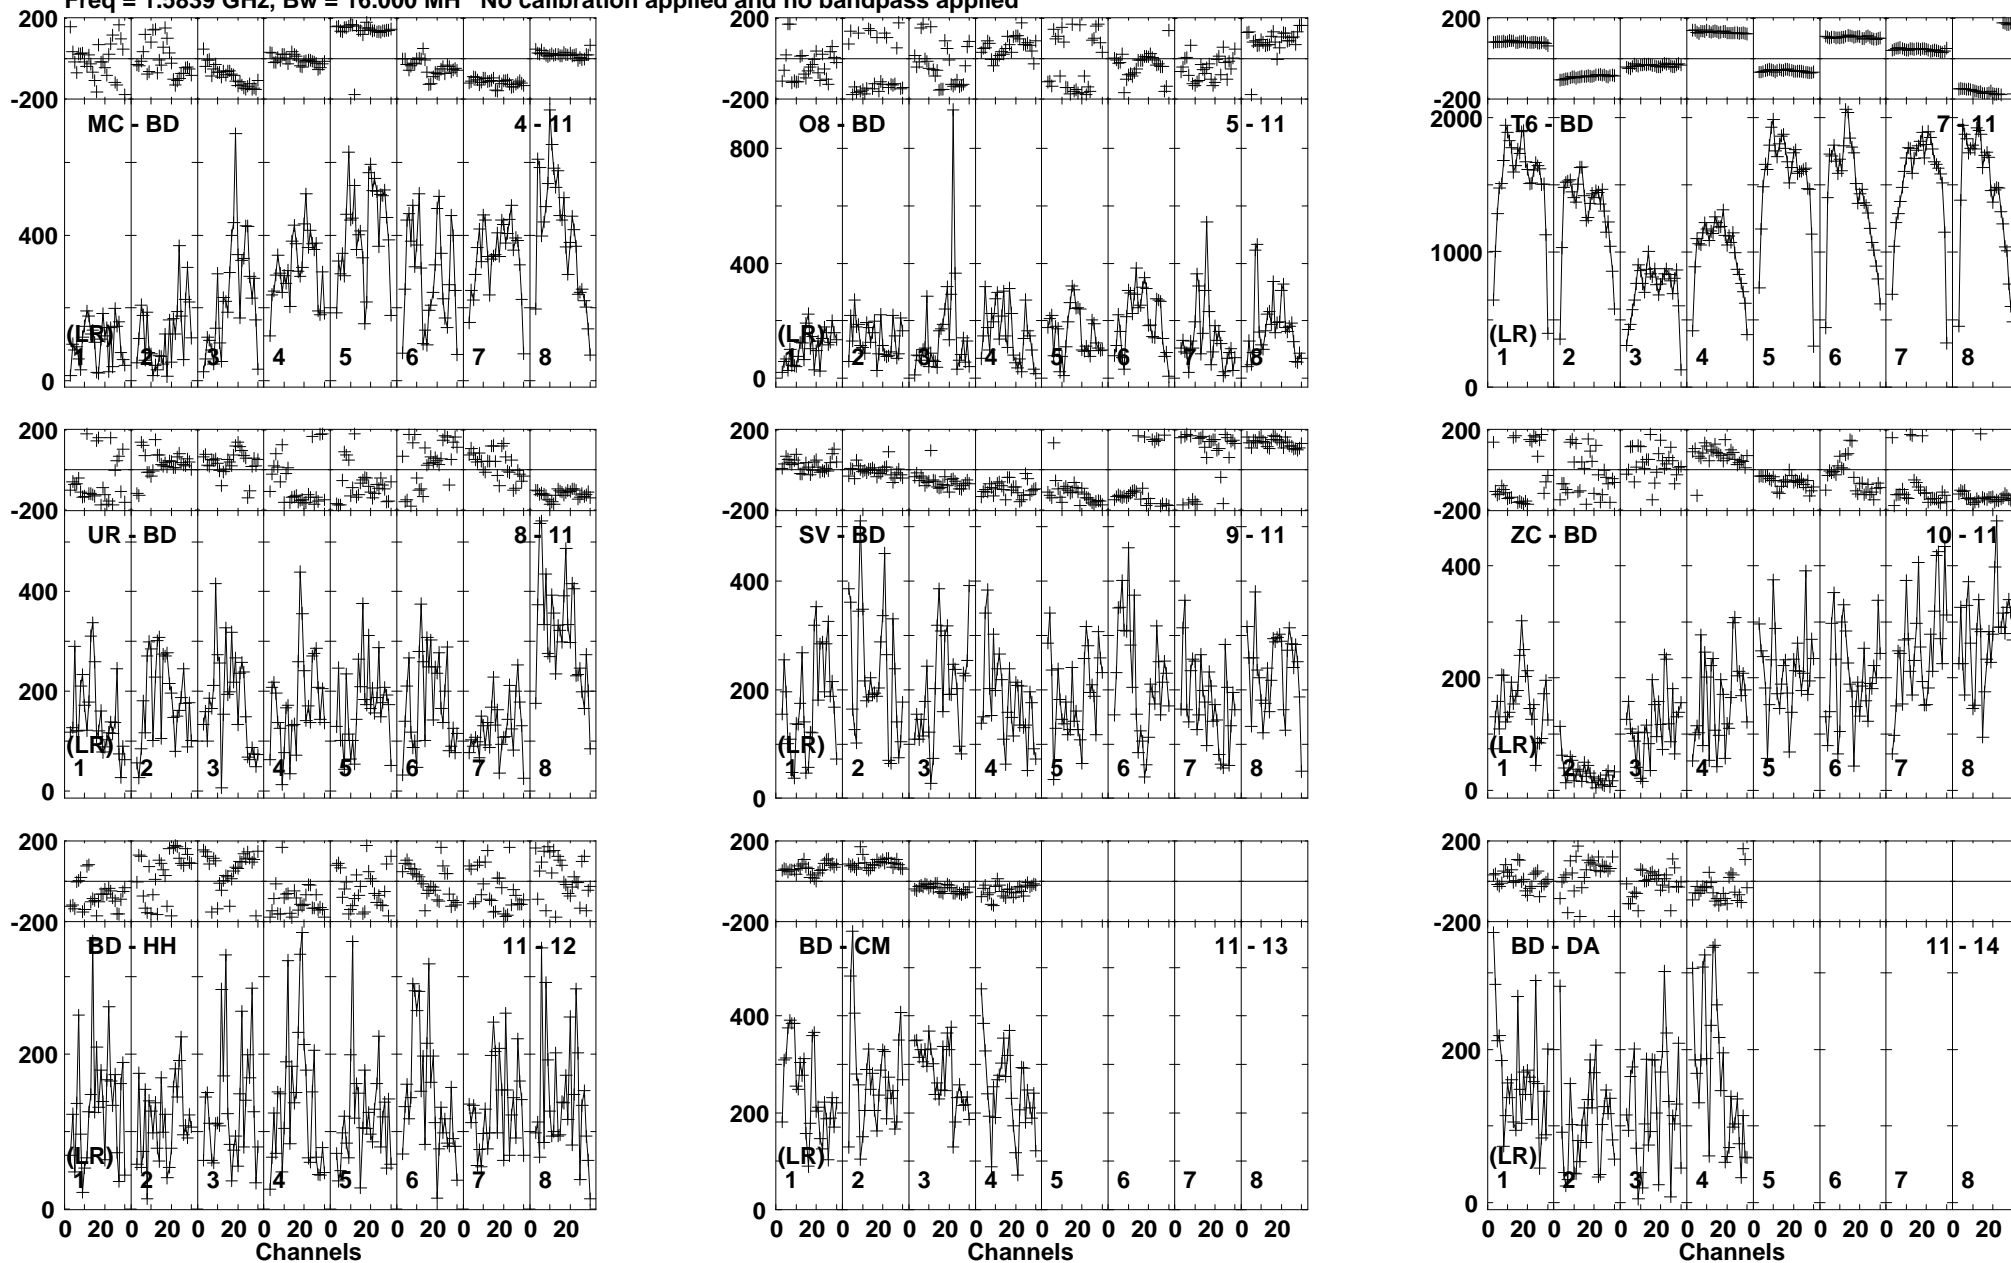 Freq = 1.5839 GHz, Bw = 16.000 MH No calibration applied and no bandpass applied
200 200 200
-200 -200 -200
MC - BD 4 - 11 O8 - BD 5 - 11 T6 - BD 7 - 11
2000
800
400 400 1000
(LR) (LR) (LR)
1 2 3 4 5 6 7 8 1 2 3 4 5 6 7 8 1 2 3 4 5 6 7 8
0 0 0
200 200 200
-200 -200 -200
UR - BD 8 - 11 SV - BD 9 - 11 ZC - BD 10 - 11
400 400 400
200 200 200
(LR) (LR) (LR)
1 2 3 4 5 6 7 8 1 2 3 4 5 6 7 8 1 2 3 4 5 6 7 8
0 0 0
200 200 200
-200 -200 -200
BD - HH 11 - 12 BD - CM 11 - 13 BD - DA 11 - 14
400
200 200 200
(LR) (LR) (LR)
1 2 3 4 5 6 7 8 1 2 3 4 5 6 7 8 1 2 3 4 5 6 7 8
0 0 0
0 20 0 20 0 20 0 20 0 20 0 20 0 20 0 20 0 20 0 20 0 20 0 20 0 20 0 20 0 20 0 20 0 20 0 20 0 20 0 20 0 20 0 20 0 20 0 20
Channels Channels Channels